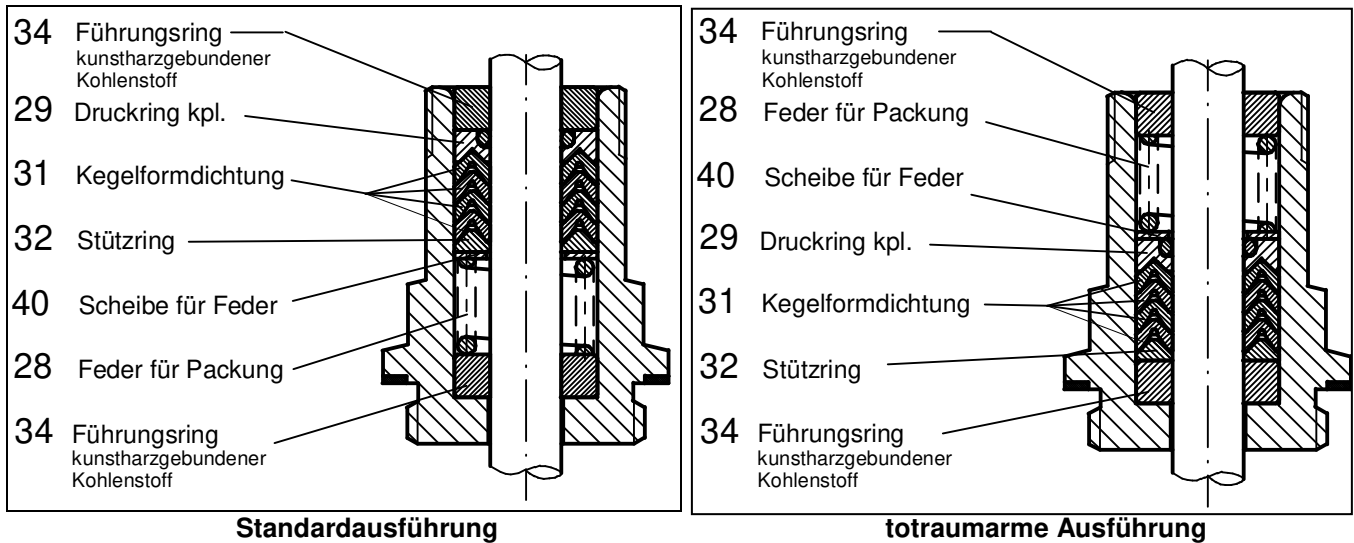 34 Führungsring
kunstharzgebundener
Kohlenstoff
29 Druckring kpl.
31 Kegelformdichtung
32 Stützring
40 Scheibe für Feder
28 Feder für Packung
34 Führungsring
kunstharzgebundener
Kohlenstoff
Standardausführung
34 Führungsring
kunstharzgebundener
Kohlenstoff
28 Feder für Packung
40 Scheibe für Feder
29 Druckring kpl.
31 Kegelformdichtung
32 Stützring
34 Führungsring
kunstharzgebundener
Kohlenstoff
totraumarme Ausführung